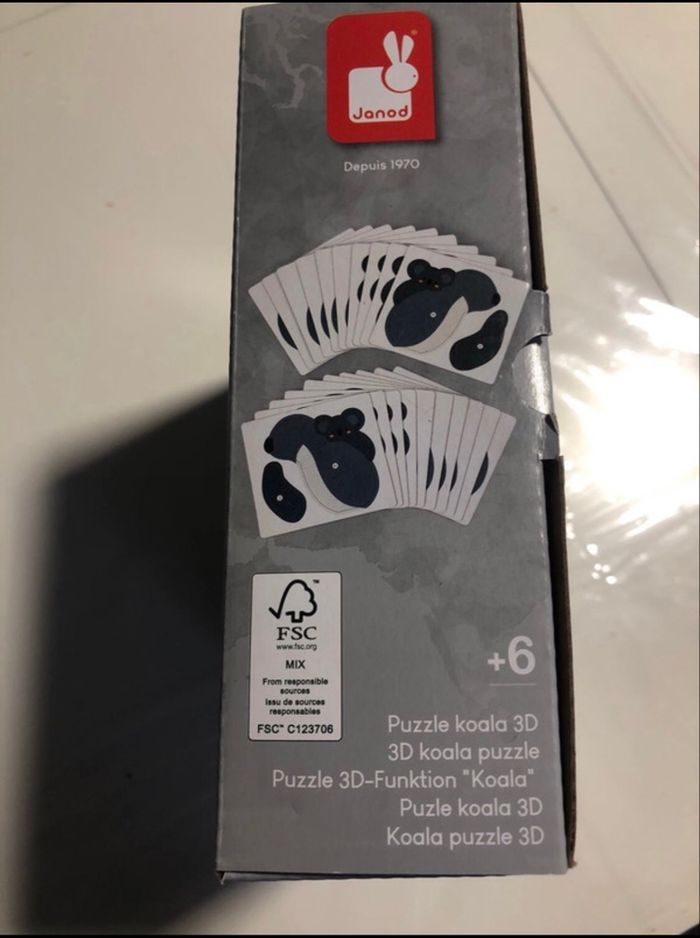 Janod
Depuis 1970
FSC™
www.fsc.org
MIX
From responsible
sources
Issu de sources
responsables
FSC™ C123706
+6
Puzzle koala 3D
3D koala puzzle
Puzzle 3D-Funktion "Koala"
Puzle koala 3D
Koala puzzle 3D